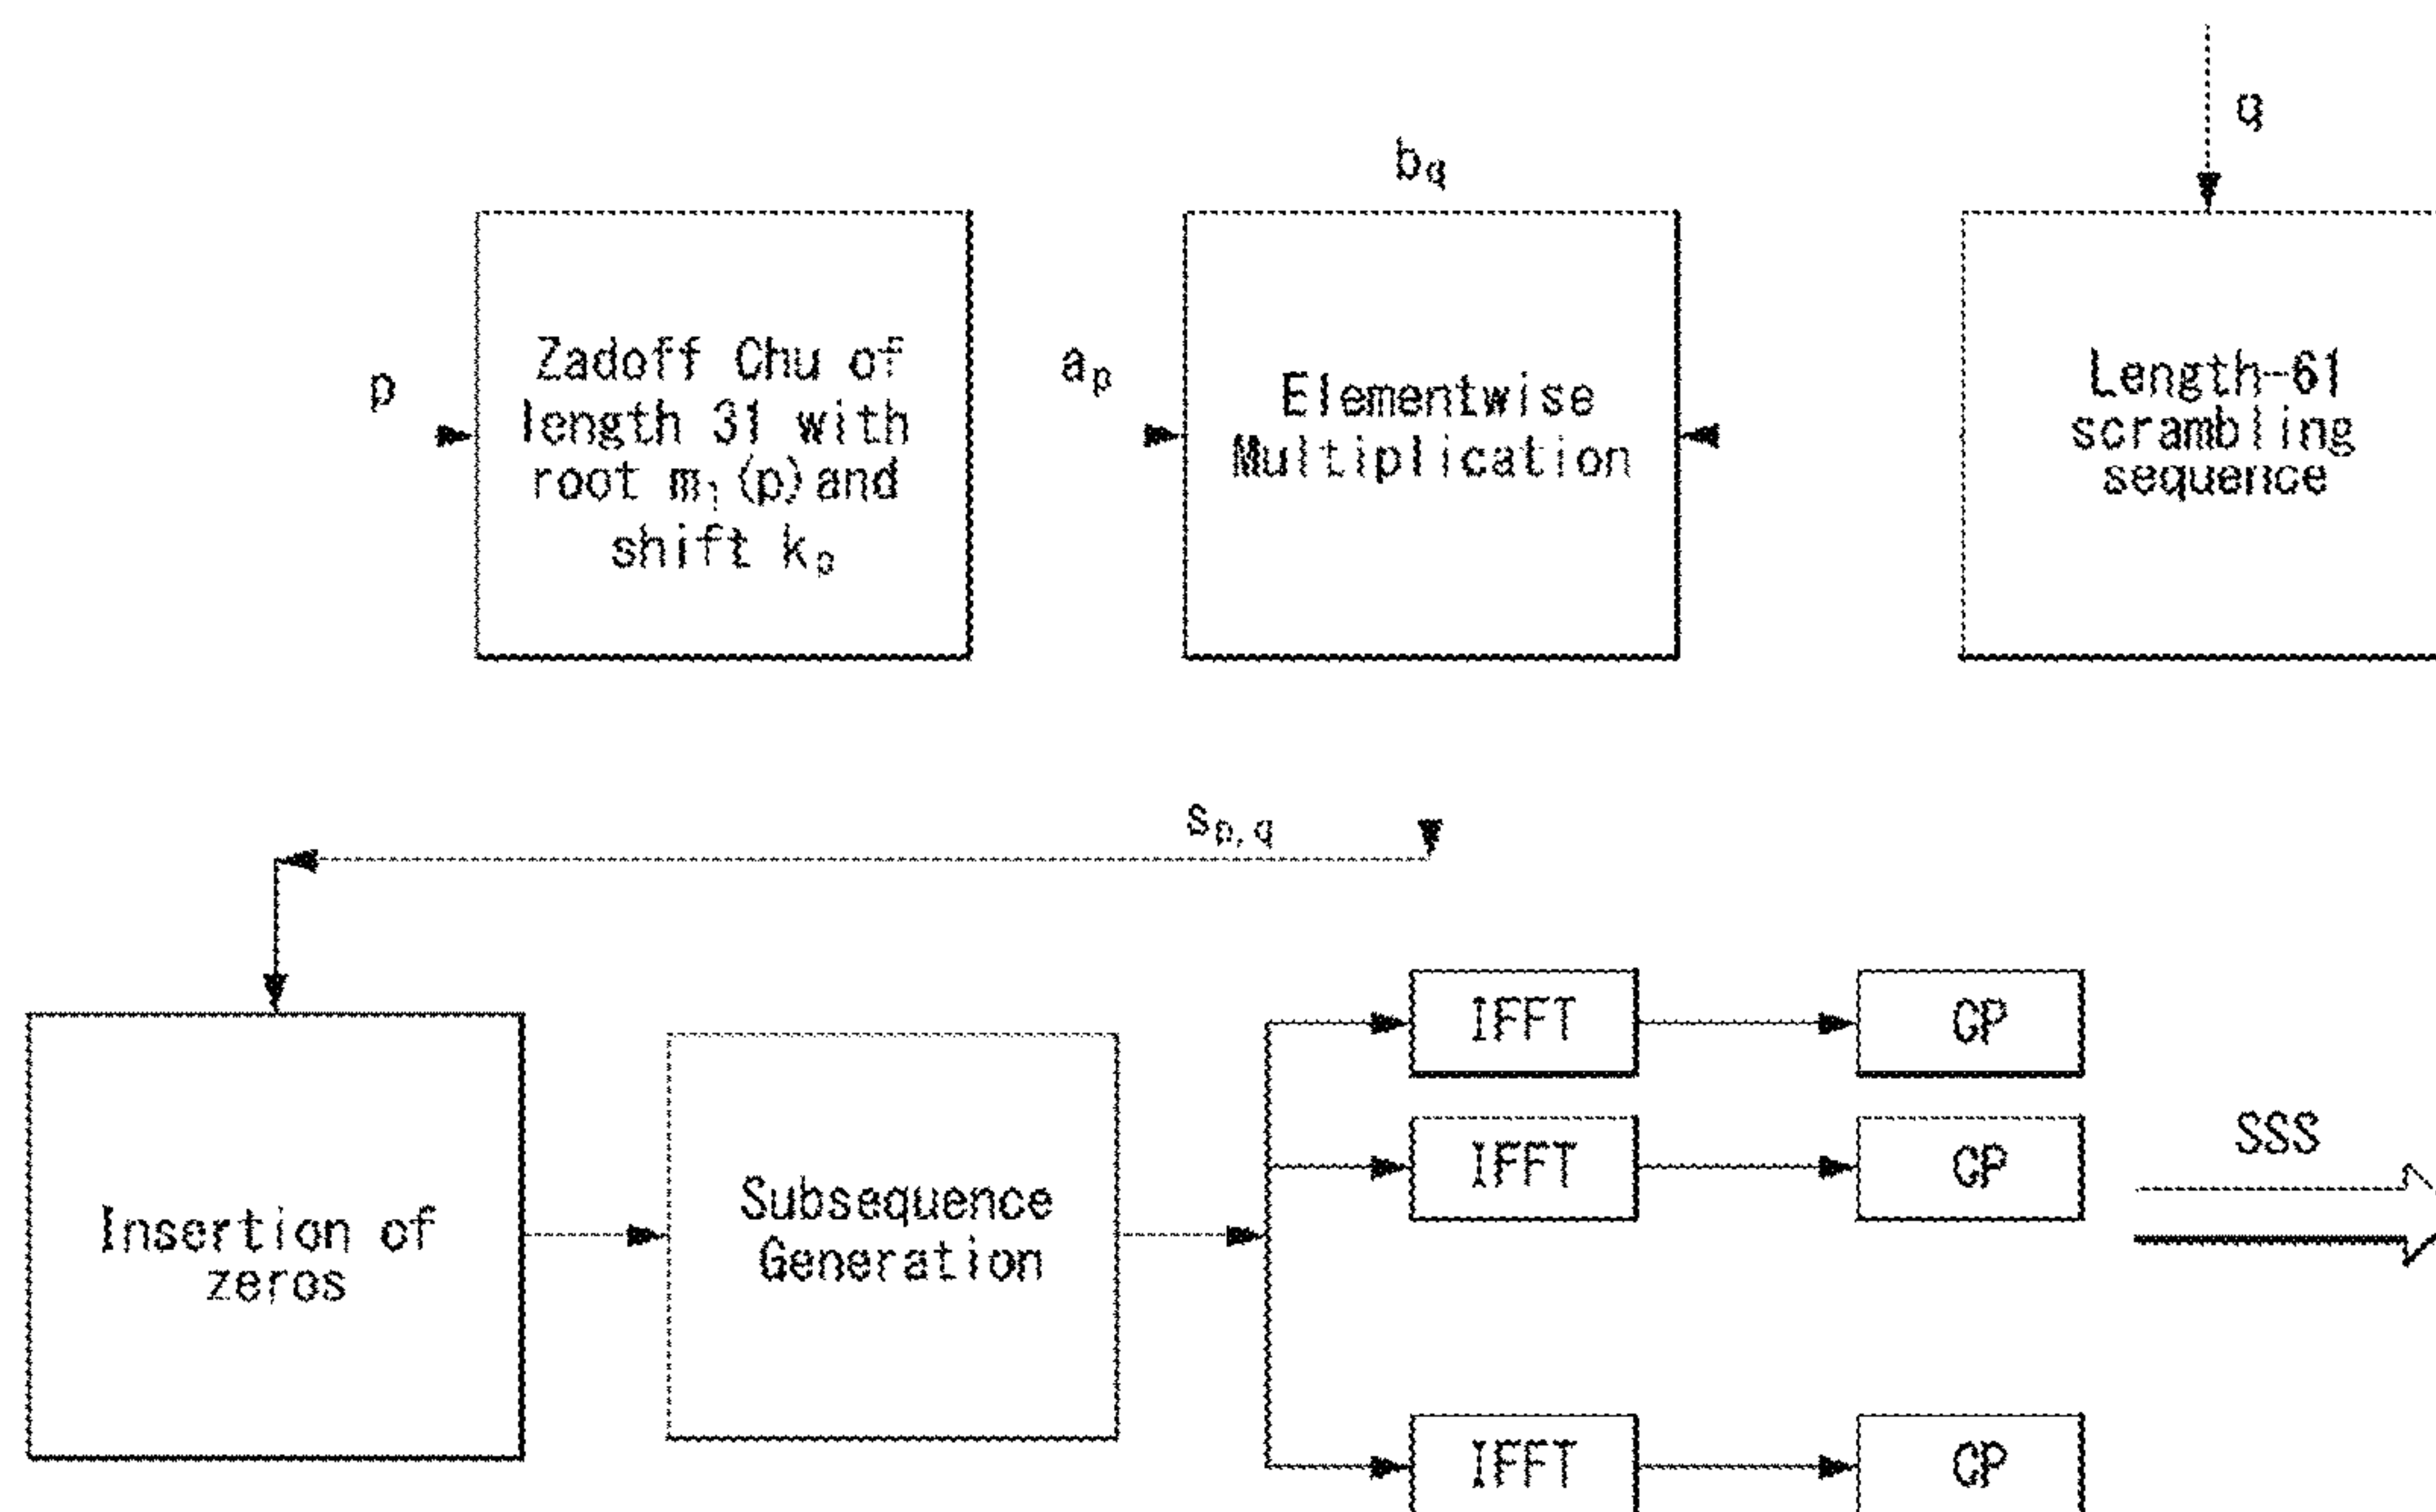 q
b_q
p
Zadoff Chu of
length 31 with
root m_1(p) and
shift k_p
a_p
Elementwise
Multiplication
Length-61
scrambling
sequence
s_p,q
Insertion of
zeros
Subsequence
Generation
IFFT
CP
IFFT
CP
SSS
IFFT
CP